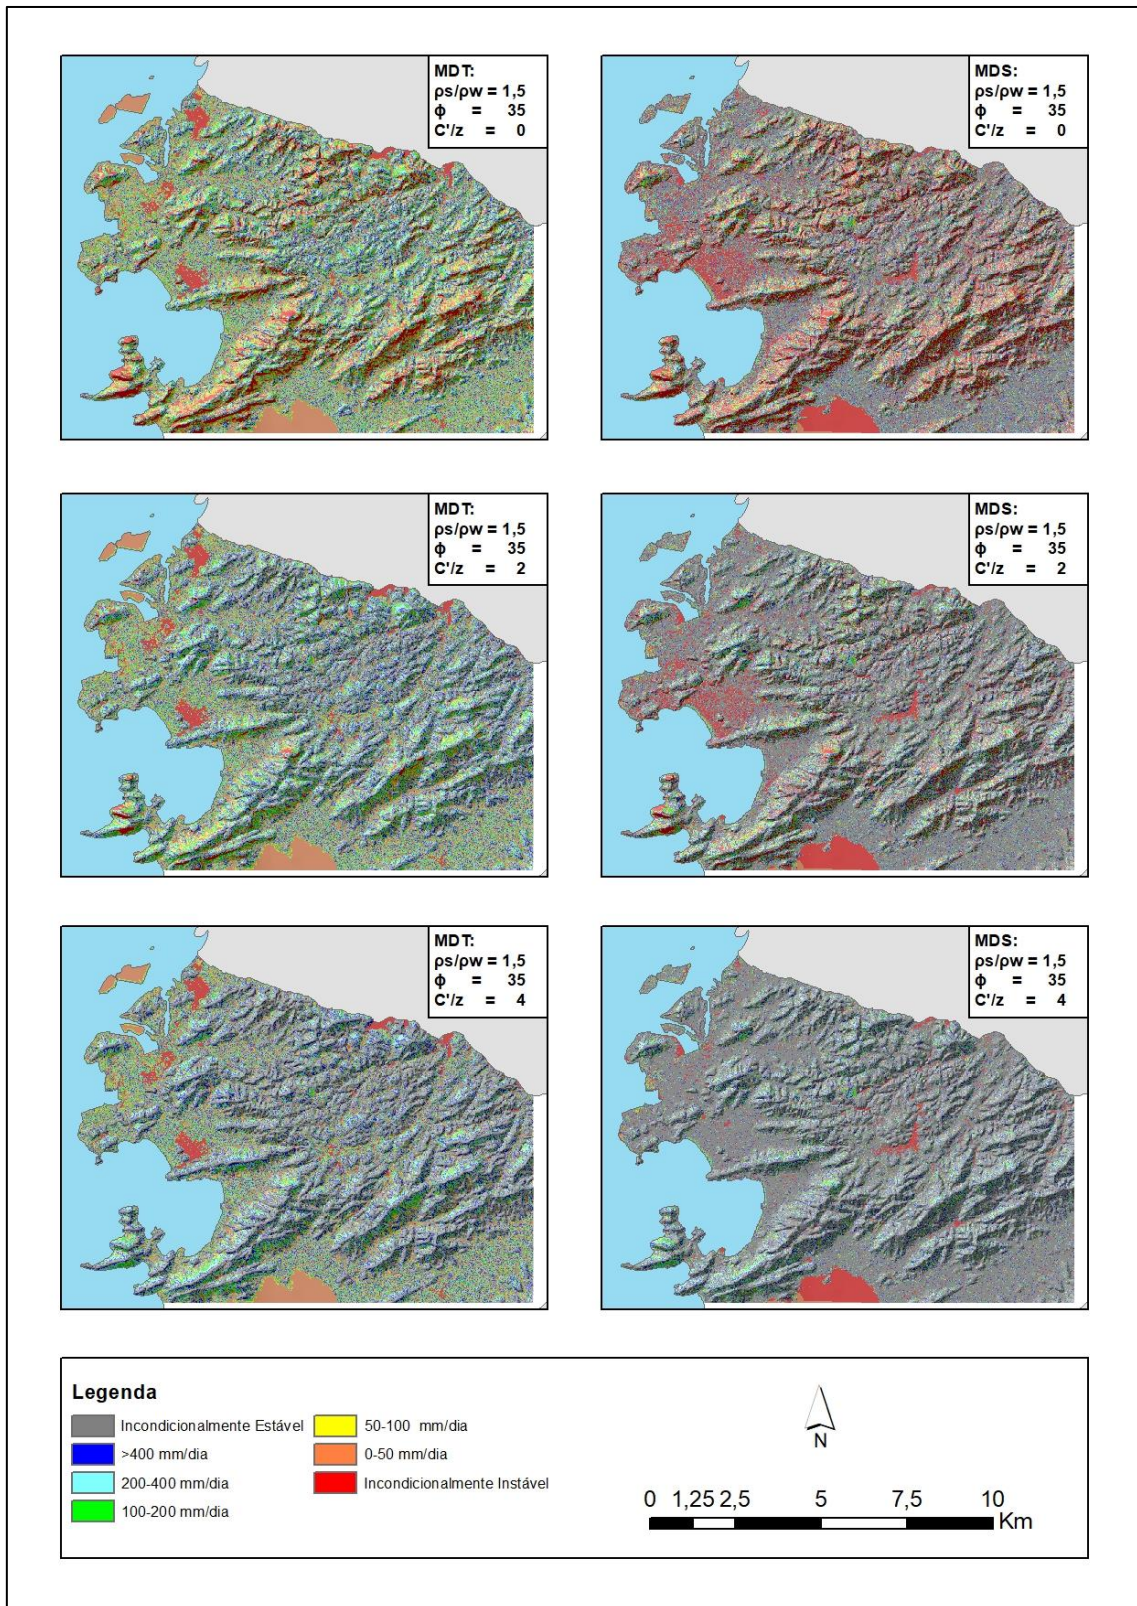 MDT:
ρs/ρw = 1,5
ϕ = 35
C'/z = 0
MDS:
ρs/ρw = 1,5
ϕ = 35
C'/z = 0
MDT:
ρs/ρw = 1,5
ϕ = 35
C'/z = 2
MDS:
ρs/ρw = 1,5
ϕ = 35
C'/z = 2
MDT:
ρs/ρw = 1,5
ϕ = 35
C'/z = 4
MDS:
ρs/ρw = 1,5
ϕ = 35
C'/z = 4
Legenda
Incondicionalmente Estável
>400 mm/dia
200-400 mm/dia
100-200 mm/dia
50-100 mm/dia
0-50 mm/dia
Incondicionalmente Instável
N
0 1,25 2,5 5 7,5 10
Km